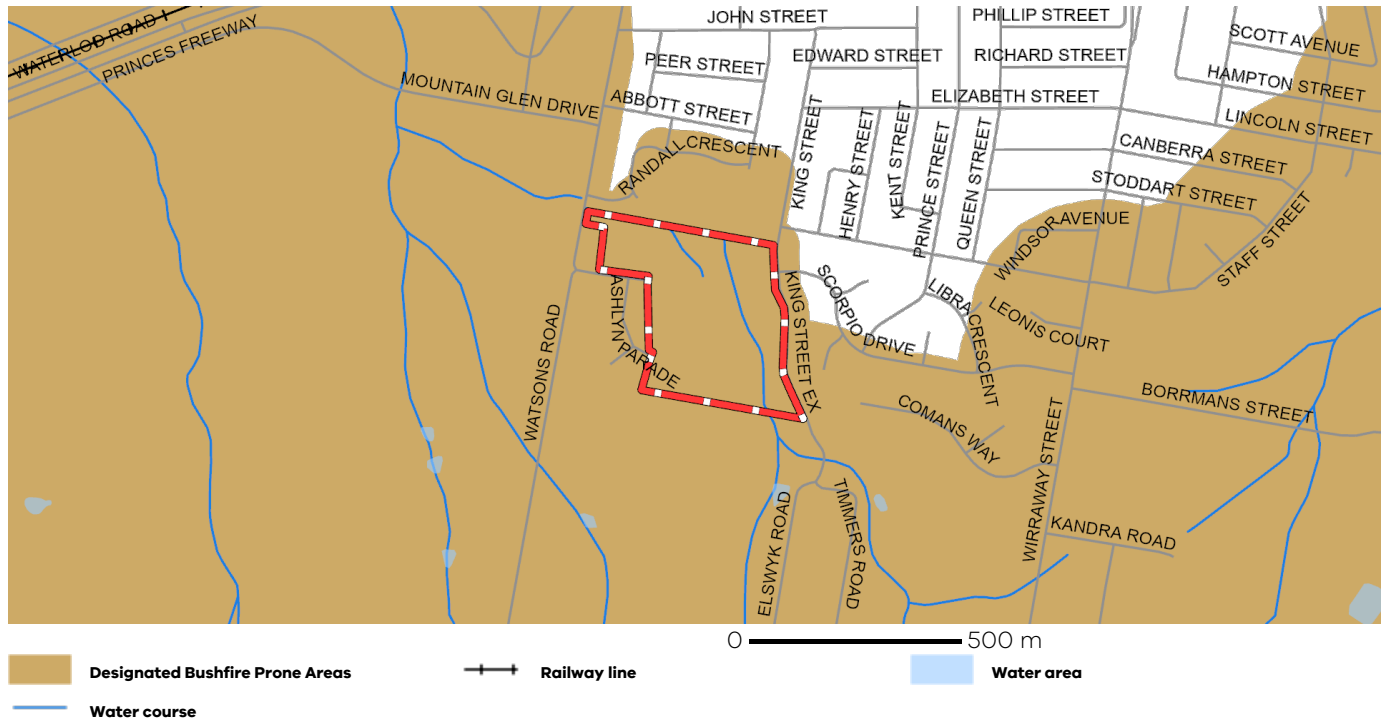 JOHN STREET
PHILLIP STREET
SCOTT AVENUE
WATERLOO ROAD
PRINCES FREEWAY
PEER STREET
EDWARD STREET
RICHARD STREET
HAMPTON STREET
MOUNTAIN GLEN DRIVE
ABBOTT STREET
ELIZABETH STREET
LINCOLN STREET
RANDALL CRESCENT
KING STREET
HENRY STREET
KENT STREET
PRINCE STREET
QUEEN STREET
CANBERRA STREET
STODDART STREET
WINDSOR AVENUE
STAFF STREET
ASHLYN PARADE
KING STREET EX
SCORPIO DRIVE
LIBRA CRESCENT
LEONIS COURT
WATSONS ROAD
COMANS WAY
BORRMANS STREET
WIRRAWAY STREET
ELSWYK ROAD
TIMMERS ROAD
KANDRA ROAD
0 500 m
Designated Bushfire Prone Areas
Railway line
Water area
Water course